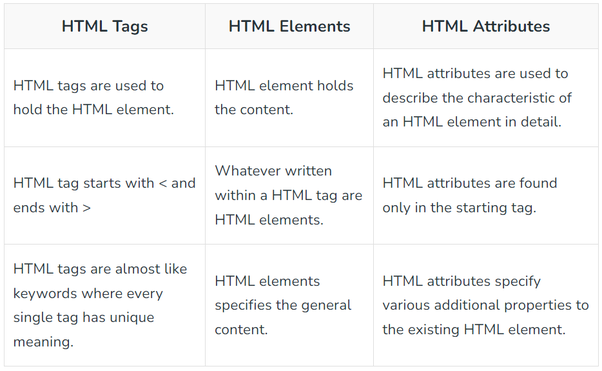 HTML Tags
HTML Elements
HTML Attributes
HTML tags are used to
hold the HTML element.
HTML element holds
the content.
HTML attributes are used to
describe the characteristic of
an HTML element in detail.
HTML tag starts with < and
ends with >
Whatever written
within a HTML tag are
HTML elements.
HTML attributes are found
only in the starting tag.
HTML tags are almost like
keywords where every
single tag has unique
meaning.
HTML elements
specifies the general
content.
HTML attributes specify
various additional properties to
the existing HTML element.